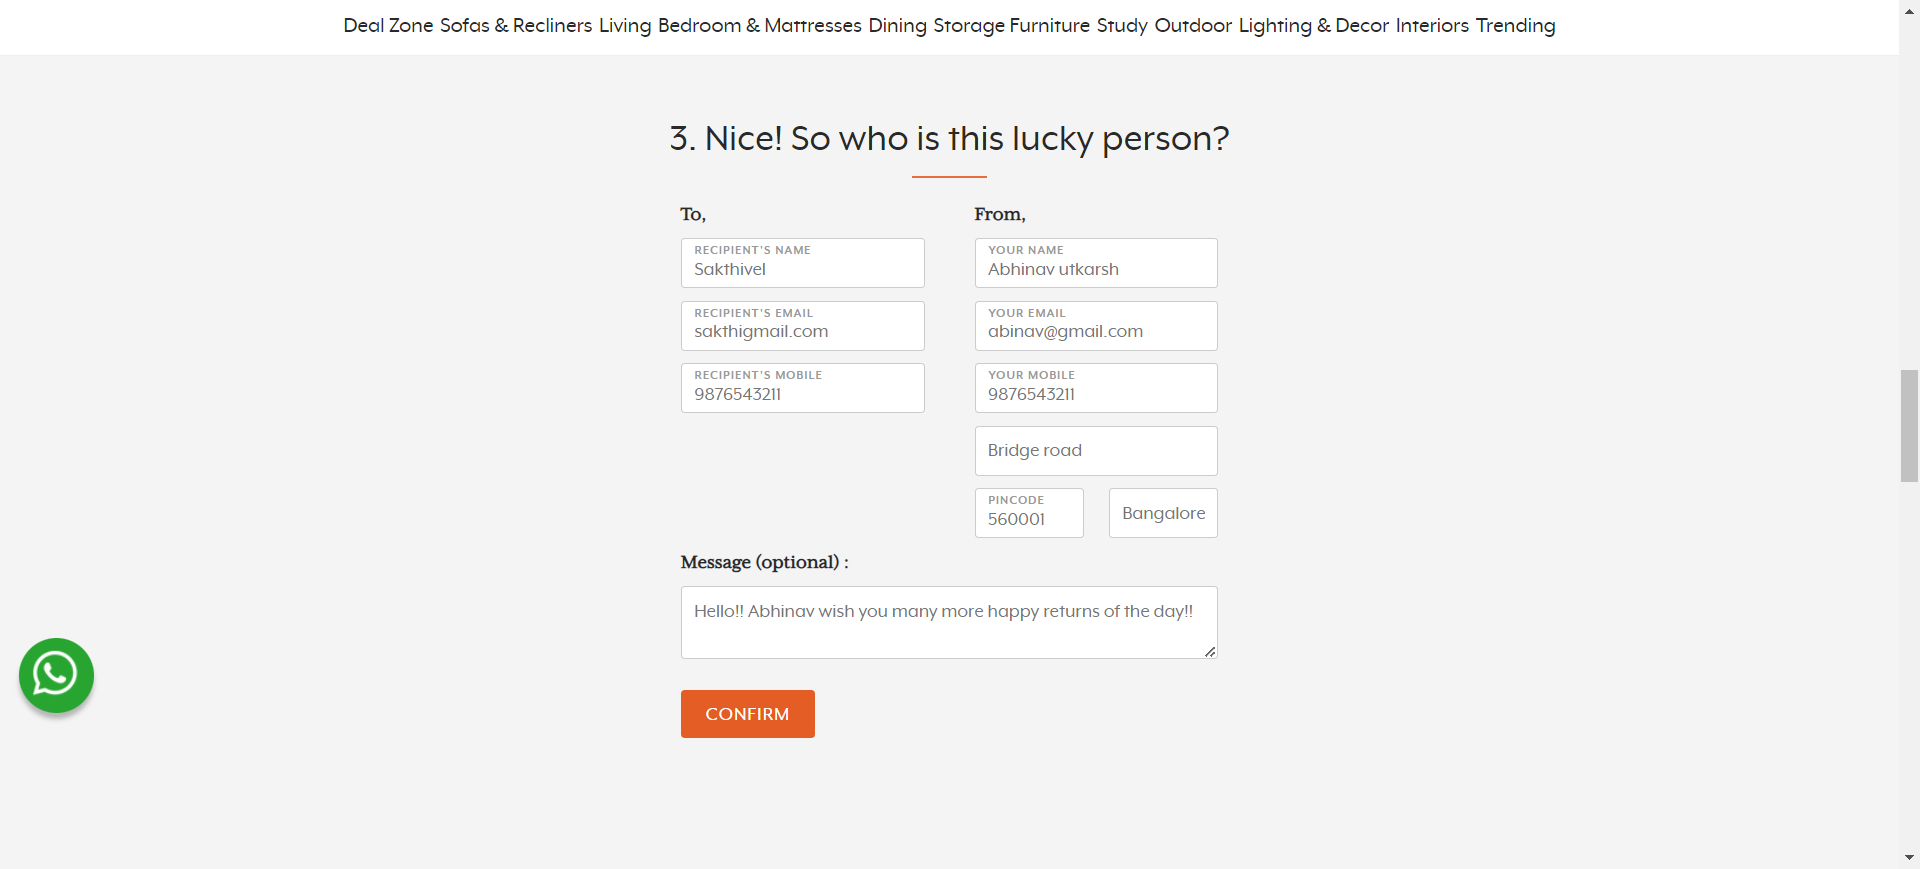 Deal Zone Sofas & Recliners Living Bedroom & Mattresses Dining Storage Furniture Study Outdoor Lighting & Decor Interiors Trending
3. Nice! So who is this lucky person?
To,
RECIPIENT'S NAME
Sakthivel
RECIPIENT'S EMAIL
sakthigmail.com
RECIPIENT'S MOBILE
9876543211
From,
YOUR NAME
Abhinav utkarsh
YOUR EMAIL
abinav@gmail.com
YOUR MOBILE
9876543211
Bridge road
PINCODE
560001
Bangalore
Message (optional) :
Hello!! Abhinav wish you many more happy returns of the day!!
CONFIRM